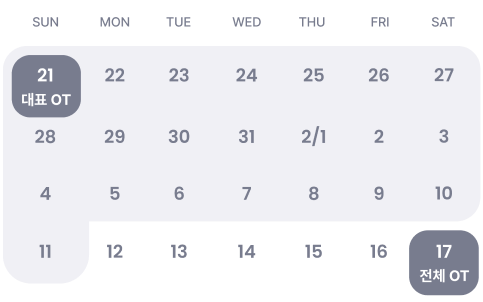 SUN MON TUE WED THU FRI SAT
21 22 23 24 25 26 27
대표 OT
28 29 30 31 2/1 2 3
4 5 6 7 8 9 10
11 12 13 14 15 16 17
전체 OT